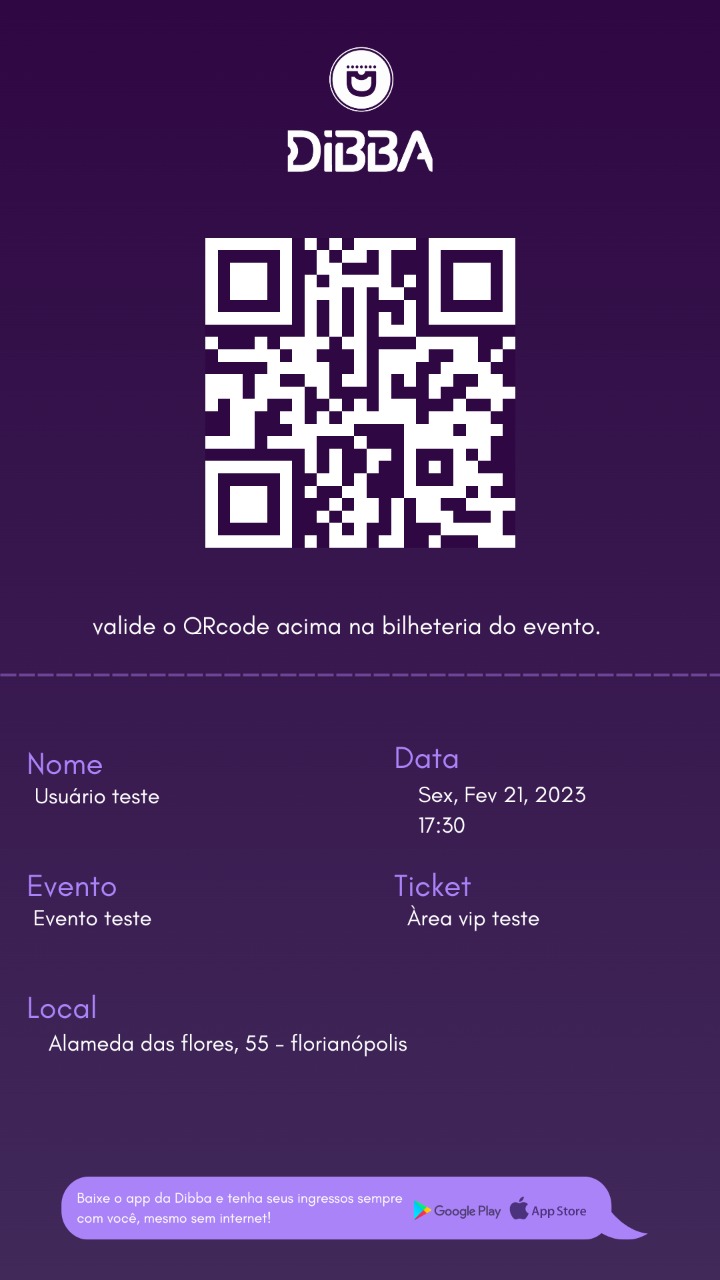 DiBBA
valide o QRcode acima na bilheteria do evento.
Nome
Usuário teste
Data
Sex, Fev 21, 2023
17:30
Evento
Evento teste
Ticket
Àrea vip teste
Local
Alameda das flores, 55 - florianópolis
Baixe o app da Dibba e tenha seus ingressos sempre
com você, mesmo sem internet!
Google Play
App Store